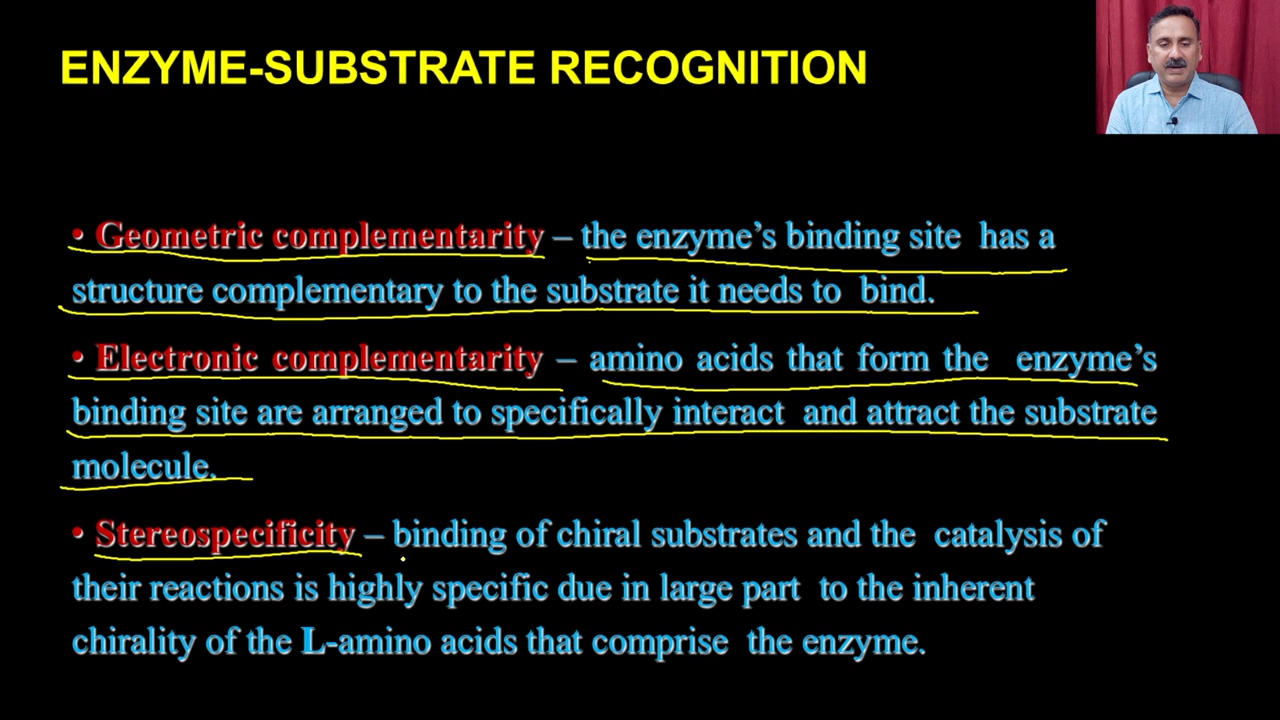 ENZYME-SUBSTRATE RECOGNITION
• Geometric complementarity – the enzyme’s binding site has a
structure complementary to the substrate it needs to bind.
• Electronic complementarity – amino acids that form the enzyme’s
binding site are arranged to specifically interact and attract the substrate
molecule.
• Stereospecificity – binding of chiral substrates and the catalysis of
their reactions is highly specific due in large part to the inherent
chirality of the L-amino acids that comprise the enzyme.